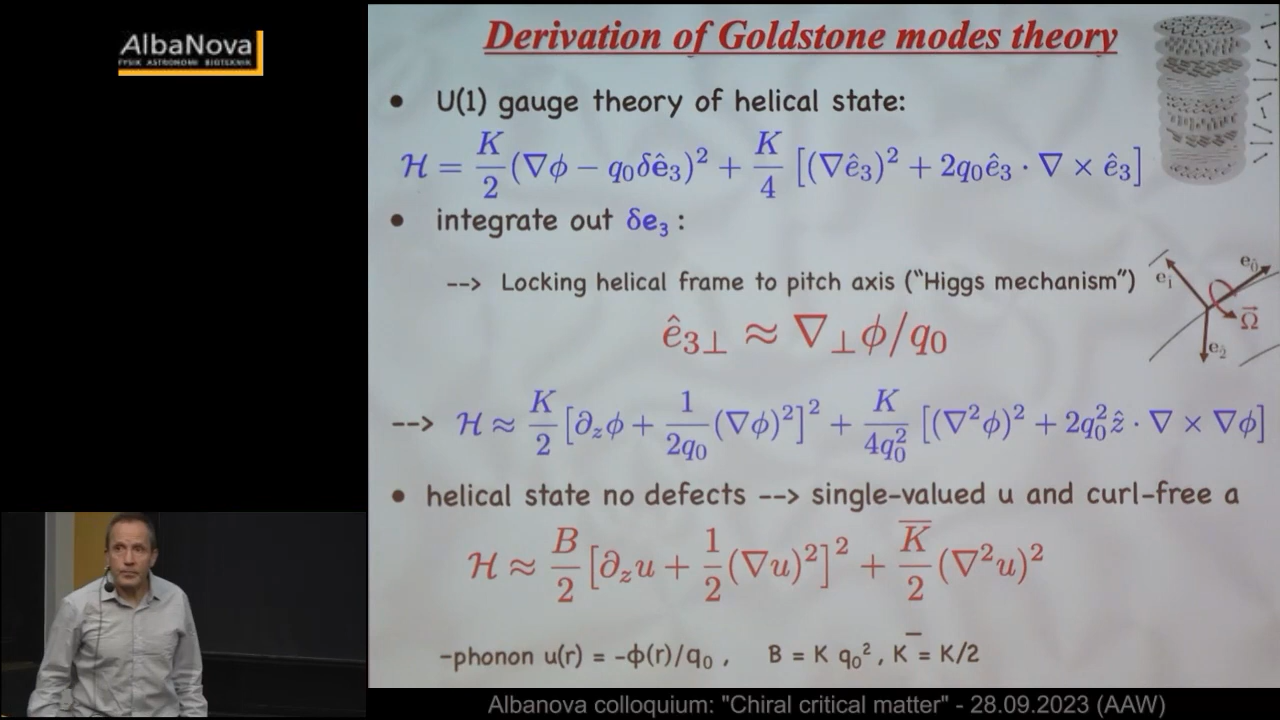 AlbaNova
FYSIK ASTRONOMI BIOTEKNIK
Derivation of Goldstone modes theory
• U(1) gauge theory of helical state:
ℋ = K/2 (∇ϕ − q₀δê₃)² + K/4 [(∇ê₃)² + 2q₀ê₃ · ∇ × ê₃]
• integrate out δe₃ :
--> Locking helical frame to pitch axis (“Higgs mechanism”)
e₁̂ e₀̂
ê₃⊥ ≈ ∇⊥ϕ/q₀
Ω⃗
e₂̂
--> ℋ ≈ K/2 [∂_zϕ + 1/2q₀ (∇ϕ)²]² + K/4q₀² [(∇²ϕ)² + 2q₀²ẑ · ∇ × ∇ϕ]
• helical state no defects --> single-valued u and curl-free a
ℋ ≈ B/2 [∂_zu + 1/2 (∇u)²]² + K̅/2 (∇²u)²
-phonon u(r) = -ϕ(r)/q₀ , B = K q₀² , K̅ = K/2
Albanova colloquium: "Chiral critical matter" - 28.09.2023 (AAW)